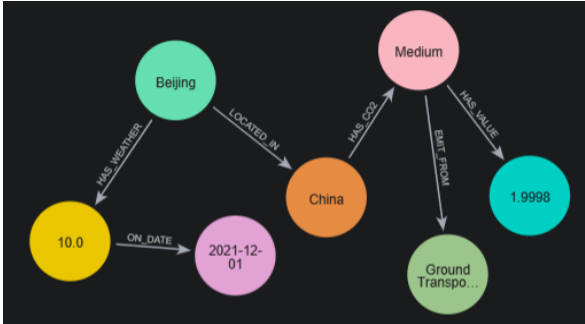 Medium
Beijing
HAS_CO2
HAS_VALUE
LOCATED_IN
HAS_WEATHER
EMIT_FROM
China
1.9998
10.0
ON_DATE
2021-12-
01
Ground
Transpo...